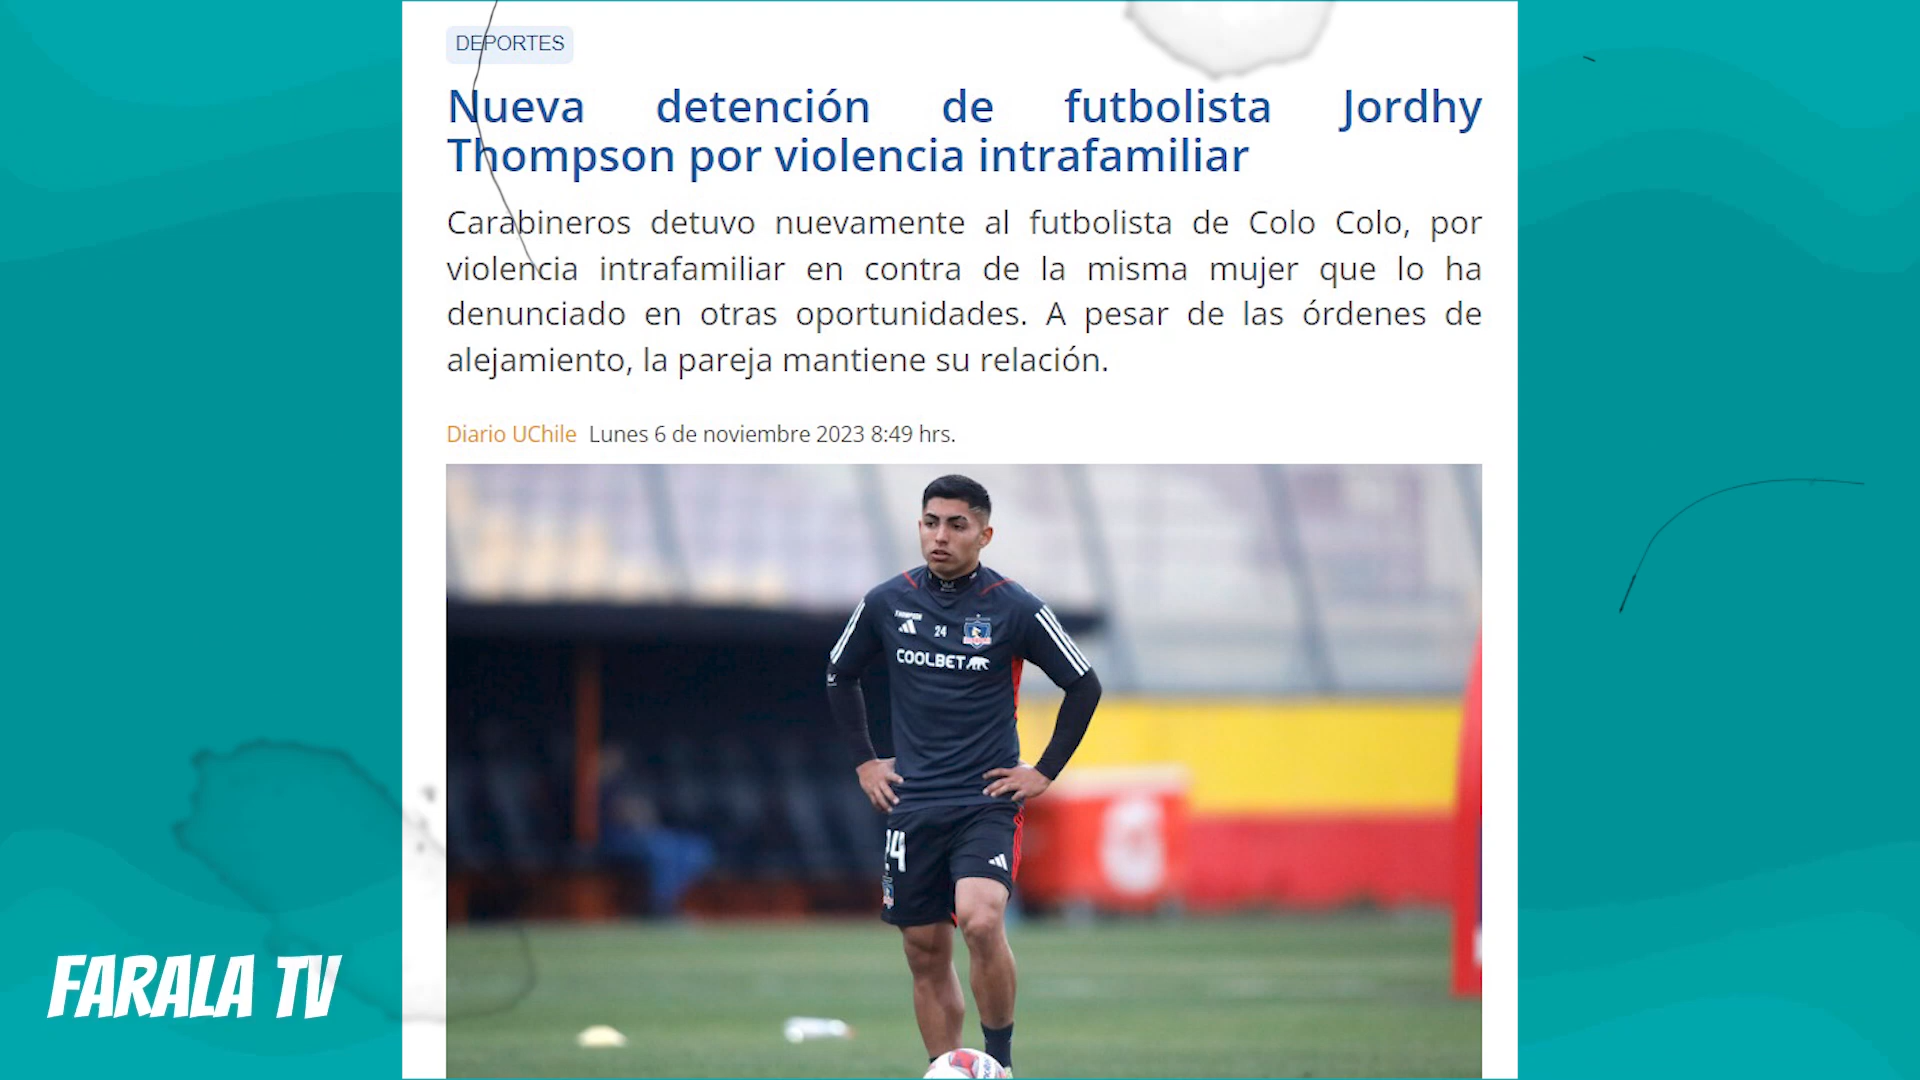 DEPORTES
Nueva detención de futbolista Jordhy
Thompson por violencia intrafamiliar
Carabineros detuvo nuevamente al futbolista de Colo Colo, por
violencia intrafamiliar en contra de la misma mujer que lo ha
denunciado en otras oportunidades. A pesar de las órdenes de
alejamiento, la pareja mantiene su relación.
Diario UChile Lunes 6 de noviembre 2023 8:49 hrs.
THOMPSON
24
COOLBET
24
FARALA TV